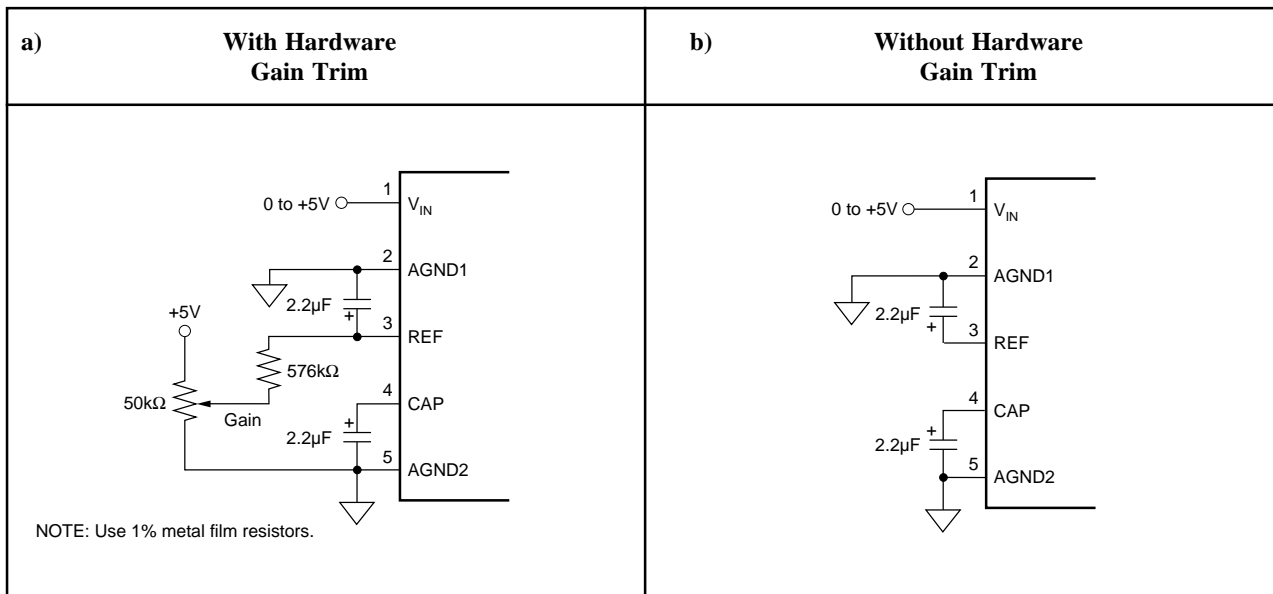 a)
With Hardware
Gain Trim
b)
Without Hardware
Gain Trim
1
0 to +5V
V_IN
2
AGND1
2.2µF
+
+5V
3
REF
576kΩ
4
CAP
50kΩ
Gain
+
2.2µF
5
AGND2
NOTE: Use 1% metal film resistors.
1
0 to +5V
V_IN
2
AGND1
2.2µF
+
3
REF
4
CAP
+
2.2µF
5
AGND2